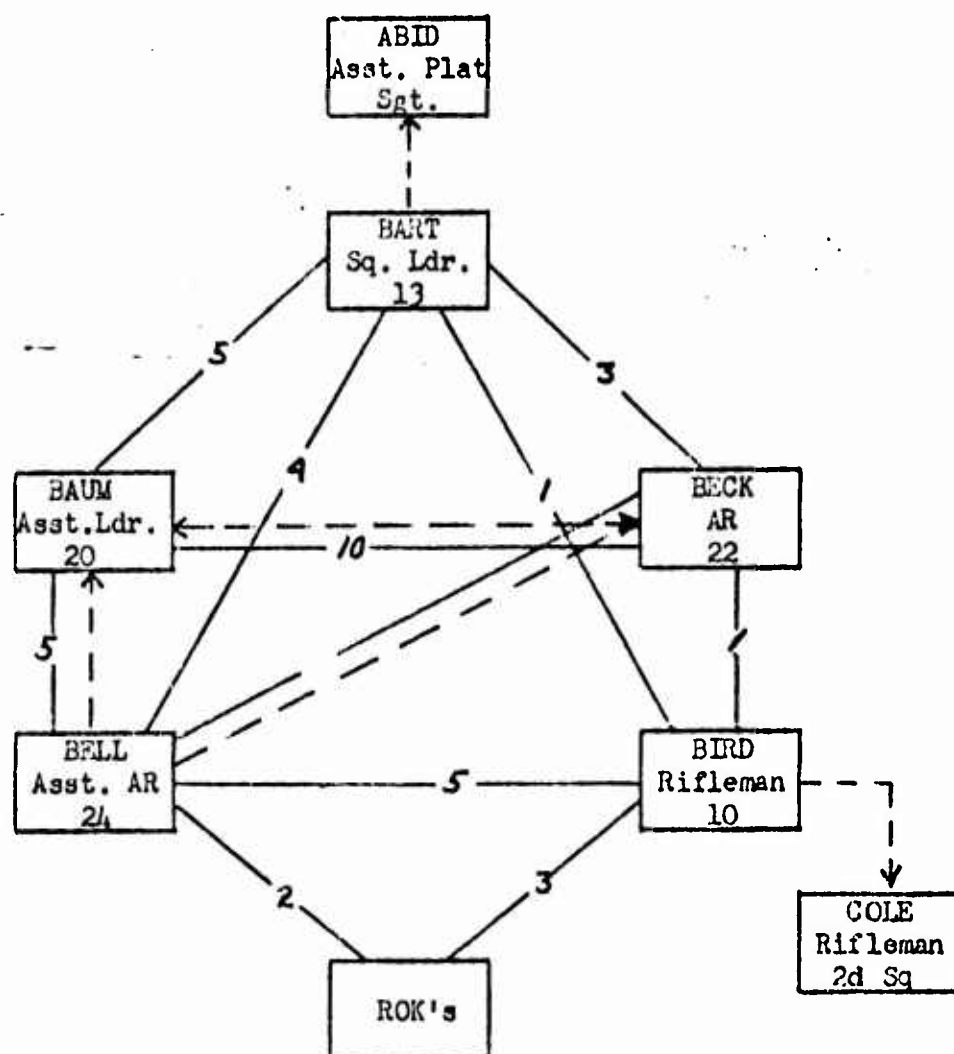 ABID
Asst. Plat
Sgt.
BART
Sq. Ldr.
13
5
3
4
1
BAUM
Asst.Ldr.
20
BECK
AR
22
10
5
1
BELL
Asst. AR
24
5
BIRD
Rifleman
10
2
3
COLE
Rifleman
2d Sq
ROK's